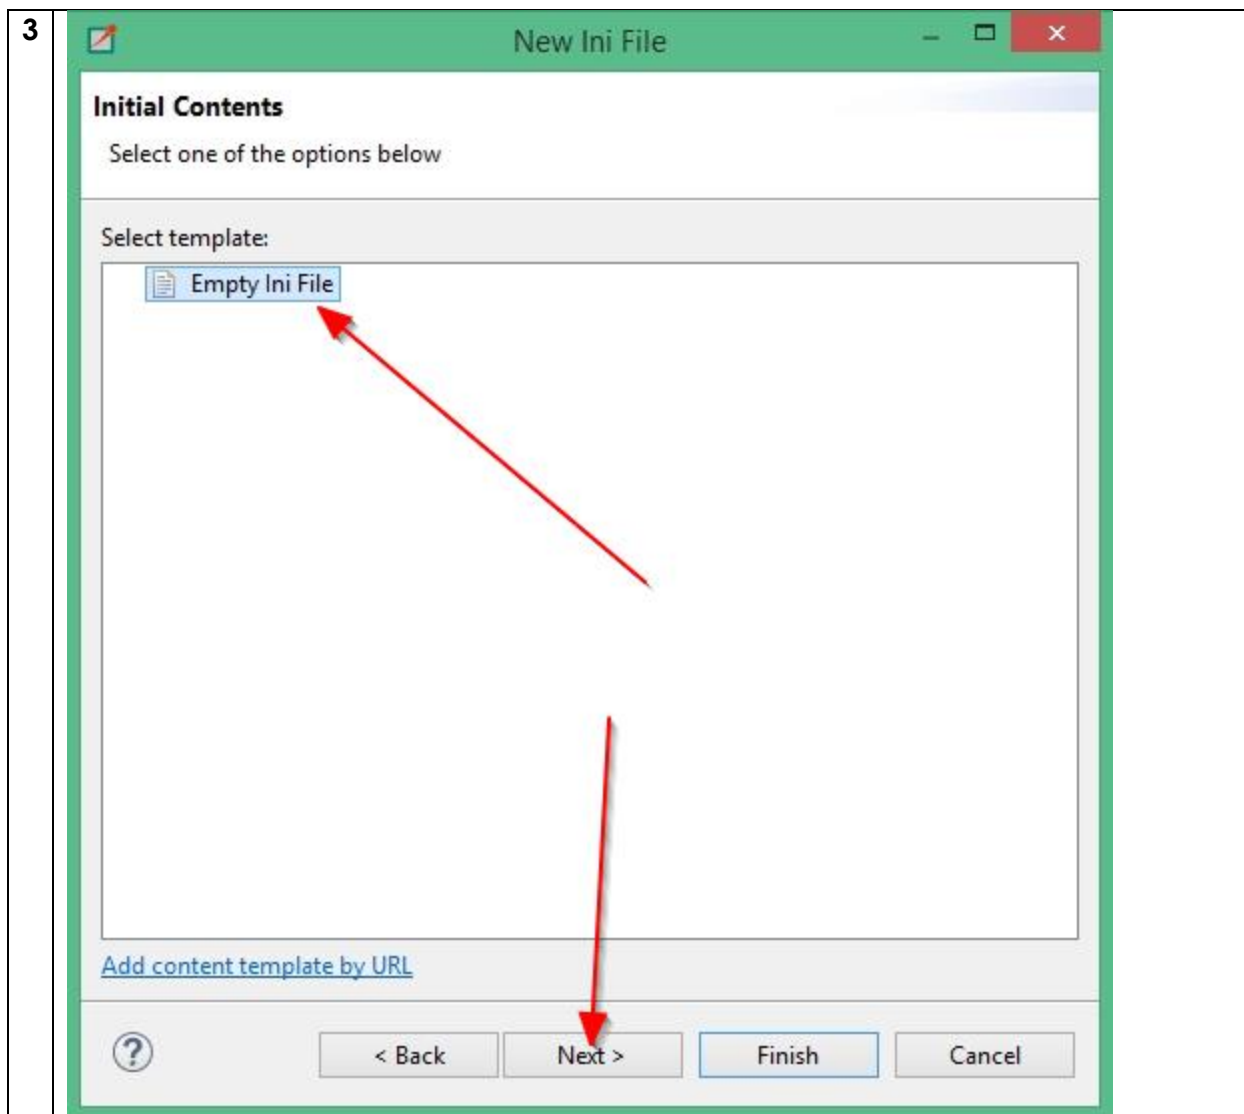 3
New Ini File
Initial Contents
Select one of the options below
Select template:
Empty Ini File
Add content template by URL
? < Back Next > Finish Cancel